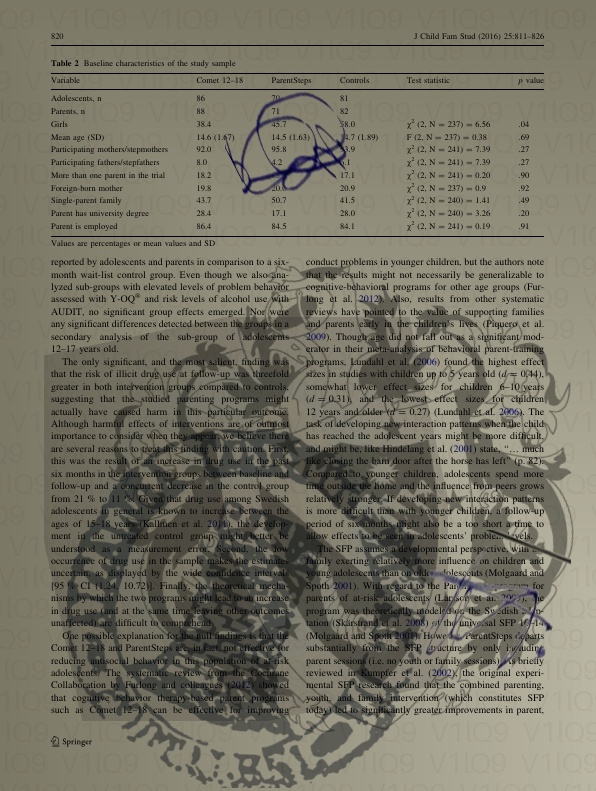 820 J Child Fam Stud (2016) 25:811–826
Table 2 Baseline characteristics of the study sample
Variable Comet 12–18 ParentSteps Controls Test statistic p value
Adolescents, n 86 70 81
Parents, n 88 71 82
Girls 38.4 45.7 58.0 χ² (2, N = 237) = 6.56 .04
Mean age (SD) 14.6 (1.67) 14.5 (1.63) 14.7 (1.89) F (2, N = 237) = 0.38 .69
Participating mothers/stepmothers 92.0 95.8 χ² (2, N = 241) = 7.39 .27
Participating fathers/stepfathers 8.0 4.2 χ² (2, N = 241) = 7.39 .27
More than one parent in the trial 18.2 17.1 χ² (2, N = 241) = 0.20 .90
Foreign-born mother 19.8 20.0 20.9 χ² (2, N = 237) = 0.9 .92
Single-parent family 43.7 50.7 41.5 χ² (2, N = 240) = 1.41 .49
Parent has university degree 28.4 17.1 28.0 χ² (2, N = 240) = 3.26 .20
Parent is employed 86.4 84.5 84.1 χ² (2, N = 241) = 0.19 .91
Values are percentages or mean values and SD
reported by adolescents and parents in comparison to a six-
month wait-list control group. Even though we also ana-
lyzed sub-groups with elevated levels of problem behavior
assessed with Y-OQ® and risk levels of alcohol use with
AUDIT, no significant group effects emerged. Nor were
any significant differences detected between the groups in a
secondary analysis of the sub-group of adolescents
12–17 years old.
The only significant, and the most salient, finding was
that the risk of illicit drug use at follow-up was threefold
greater in both intervention groups compared to controls,
suggesting that the studied parenting programs might
actually have caused harm in this particular outcome.
Although harmful effects of interventions are of outmost
importance to consider when they appear, we believe there
are several reasons to treat this finding with caution. First,
this was the result of an increase in drug use in the past
six months in the intervention group, between baseline and
follow-up and a subsequent decrease in the control group
from 21 % to 11 %. Given that drug use among Swedish
adolescents in general is known to increase between the
ages of 15–18 years (Källmen et al. 2011), the develop-
ment in the untreated control group might better be
understood as a measurement error. Second, the low
occurrence of drug use in the sample makes the estimates
uncertain, as displayed by the wide confidence intervals
[95 % CI [1.24, 10.72]]. Finally, the theoretical mecha-
nisms by which the two programs might lead to an increase
in drug use and at the same time leaving other outcomes
unaffected are difficult to comprehend.
One possible explanation for the null findings is that the
Comet 12–18 and ParentSteps are in fact not effective for
reducing antisocial behavior in this population of at-risk
adolescents. The systematic review from the Cochrane
Collaboration by Furlong and colleagues (2012) showed
that cognitive behavior therapy-based parent programs
such as Comet 12–18 can be effective for improving
conduct problems in younger children, but the authors note
that the results might not necessarily be generalizable to
cognitive-behavioral programs for other age groups (Fur-
long et al. 2012). Also, results from other systematic
reviews have pointed to the value of supporting families
and parents early in the children's lives (Piquero et al.
2009). Though age did not fall out as significant mod-
erator in their meta-analysis of behavioral parent-training
programs, Lundahl et al. (2006) found the highest effect
sizes in studies with children up to 5 years old (d = 0.44),
somewhat lower effect sizes for children 6–10 years
(d = 0.31), and the lowest effect sizes for children
12 years and older (d = 0.27) (Lundahl et al. 2006). The
task of developing new interaction patterns when the child
has reached the adolescent years might be more difficult,
and might be, like Hindelang et al. (2001) state, “… much
like closing the barn door after the horse has left” (p. 82).
Compared to younger children, adolescents spend more
time outside the home and the influence from peers grows
relatively stronger. If developing new interaction patterns
is more difficult than with younger children, a follow-up
period of six months might also be a too short a time to
allow effects to be seen in adolescents' problem levels.
The SFP assumes a developmental perspective, with
family exerting relatively more influence on children and
young adolescents than on older adolescents (Molgaard and
Spoth 2001). With regard to the ParentSteps program for
parents of at-risk adolescents (Larson et al.
program was theoretically modeled on the Swedish adap-
tation (Skärstrand et al. 2008) of the universal SFP 10–14
(Molgaard and Spoth 2001). However, ParentSteps departs
substantially from the SFP structure by only including
parent sessions (i.e. no youth or family sessions). As briefly
reviewed in Kumpfer et al. (2002), the original experi-
mental SFP research found that the combined parenting,
youth, and family intervention (which constitutes SFP
today) led to significantly greater improvements in parent,
Springer